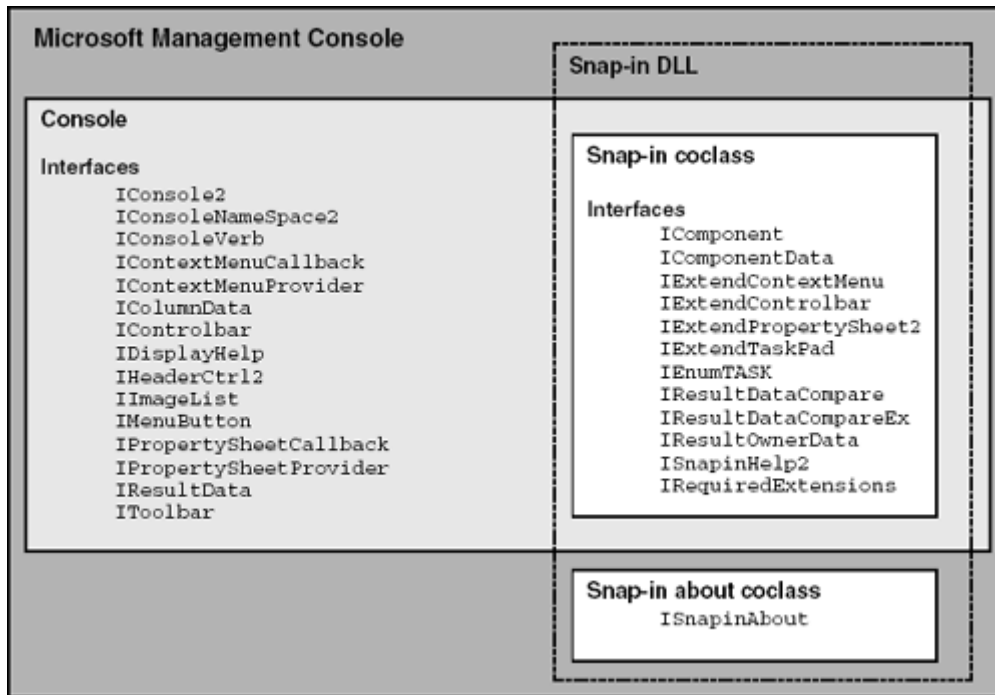 Microsoft Management Console
Snap-in DLL
Console
Interfaces
IConsole2
IConsoleNameSpace2
IConsoleVerb
IContextMenuCallback
IContextMenuProvider
IColumnData
IControlbar
IDisplayHelp
IHeaderCtrl2
IImageList
IMenuButton
IPropertySheetCallback
IPropertySheetProvider
IResultData
IToolbar
Snap-in coclass
Interfaces
IComponent
IComponentData
IExtendContextMenu
IExtendControlbar
IExtendPropertySheet2
IExtendTaskPad
IEnumTASK
IResultDataCompare
IResultDataCompareEx
IResultOwnerData
ISnapinHelp2
IRequiredExtensions
Snap-in about coclass
ISnapinAbout